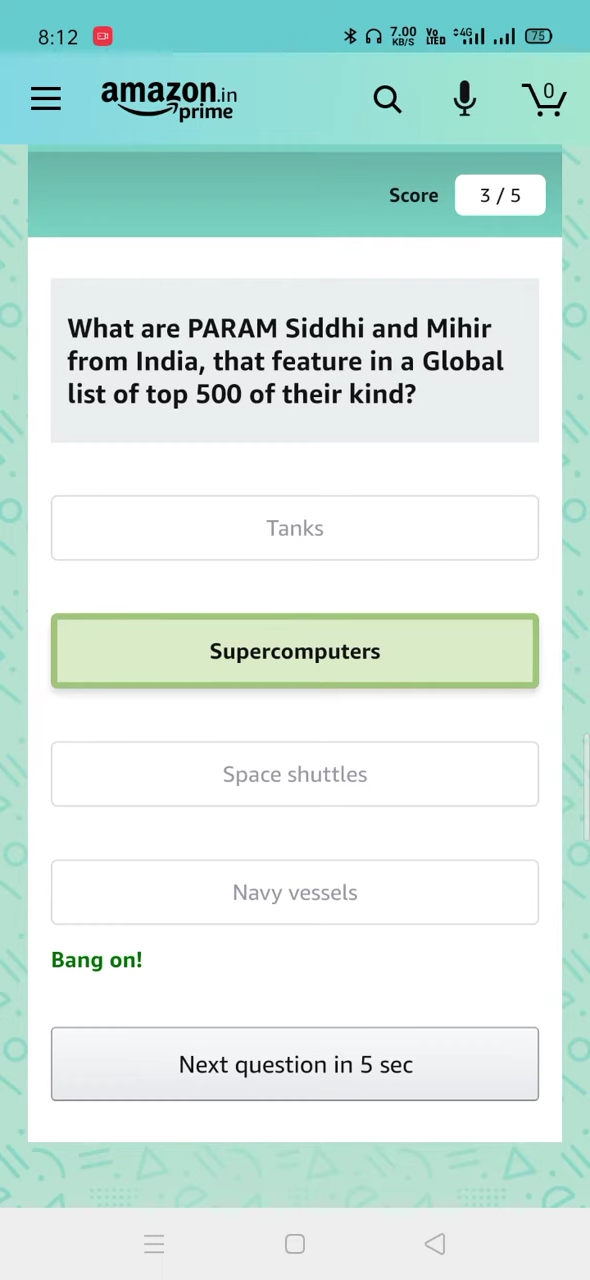 8:12 7.00 KB/S Vo LTED 4G 75
amazon.in
prime
0
Score 3 / 5
What are PARAM Siddhi and Mihir
from India, that feature in a Global
list of top 500 of their kind?
Tanks
Supercomputers
Space shuttles
Navy vessels
Bang on!
Next question in 5 sec